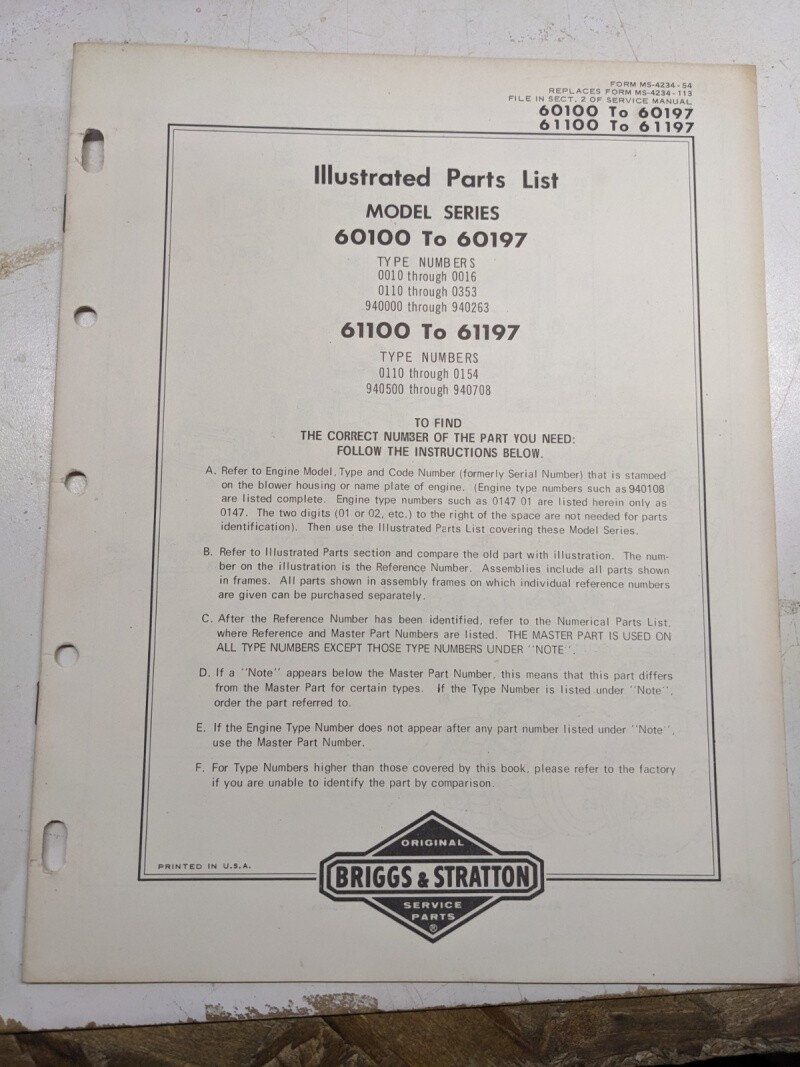 FORM MS-4234-54
REPLACES FORM MS-4234-113
FILE IN SECT. 2 OF SERVICE MANUAL
60100 To 60197
61100 To 61197
Illustrated Parts List
MODEL SERIES
60100 To 60197
TYPE NUMBERS
0010 through 0016
0110 through 0353
940000 through 940263
61100 To 61197
TYPE NUMBERS
0110 through 0154
940500 through 940708
TO FIND
THE CORRECT NUMBER OF THE PART YOU NEED:
FOLLOW THE INSTRUCTIONS BELOW.
A. Refer to Engine Model, Type and Code Number (formerly Serial Number) that is stamped
on the blower housing or name plate of engine. (Engine type numbers such as 940108
are listed complete. Engine type numbers such as 0147 01 are listed herein only as
0147. The two digits (01 or 02, etc.) to the right of the space are not needed for parts
identification). Then use the Illustrated Parts List covering these Model Series.
B. Refer to Illustrated Parts section and compare the old part with illustration. The num-
ber on the illustration is the Reference Number. Assemblies include all parts shown
in frames. All parts shown in assembly frames on which individual reference numbers
are given can be purchased separately.
C. After the Reference Number has been identified, refer to the Numerical Parts List,
where Reference and Master Part Numbers are listed. THE MASTER PART IS USED ON
ALL TYPE NUMBERS EXCEPT THOSE TYPE NUMBERS UNDER "NOTE".
D. If a "Note" appears below the Master Part Number, this means that this part differs
from the Master Part for certain types. If the Type Number is listed under "Note",
order the part referred to.
E. If the Engine Type Number does not appear after any part number listed under "Note",
use the Master Part Number.
F. For Type Numbers higher than those covered by this book, please refer to the factory
if you are unable to identify the part by comparison.
PRINTED IN U.S.A.
ORIGINAL
BRIGGS & STRATTON
SERVICE
PARTS
®